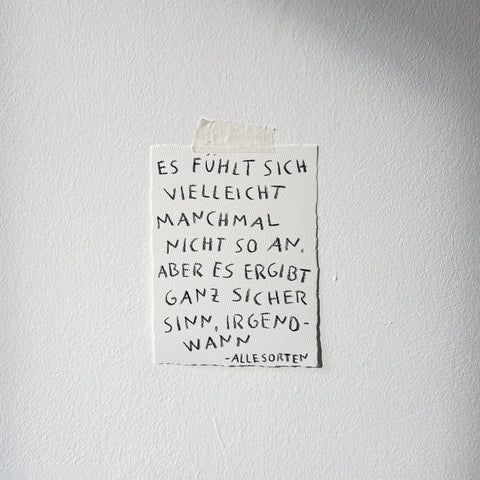 ES FÜHLT SICH
VIELLEICHT
MANCHMAL
NICHT SO AN.
ABER ES ERGIBT
GANZ SICHER
SINN, IRGEND-
WANN
-ALLESORTEN